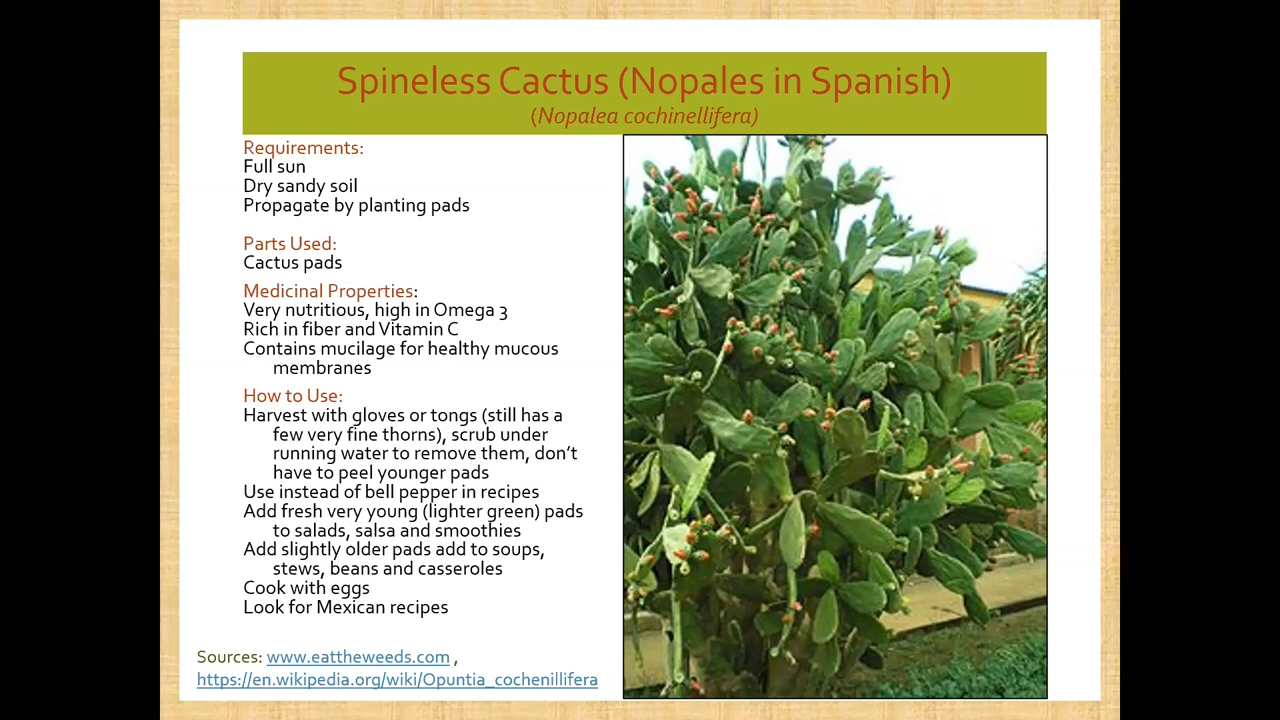 Spineless Cactus (Nopales in Spanish)
(Nopalea cochinellifera)
Requirements:
Full sun
Dry sandy soil
Propagate by planting pads
Parts Used:
Cactus pads
Medicinal Properties:
Very nutritious, high in Omega 3
Rich in fiber and Vitamin C
Contains mucilage for healthy mucous
membranes
How to Use:
Harvest with gloves or tongs (still has a
few very fine thorns), scrub under
running water to remove them, don't
have to peel younger pads
Use instead of bell pepper in recipes
Add fresh very young (lighter green) pads
to salads, salsa and smoothies
Add slightly older pads add to soups,
stews, beans and casseroles
Cook with eggs
Look for Mexican recipes
Sources: www.eattheweeds.com ,
https://en.wikipedia.org/wiki/Opuntia_cochenillifera